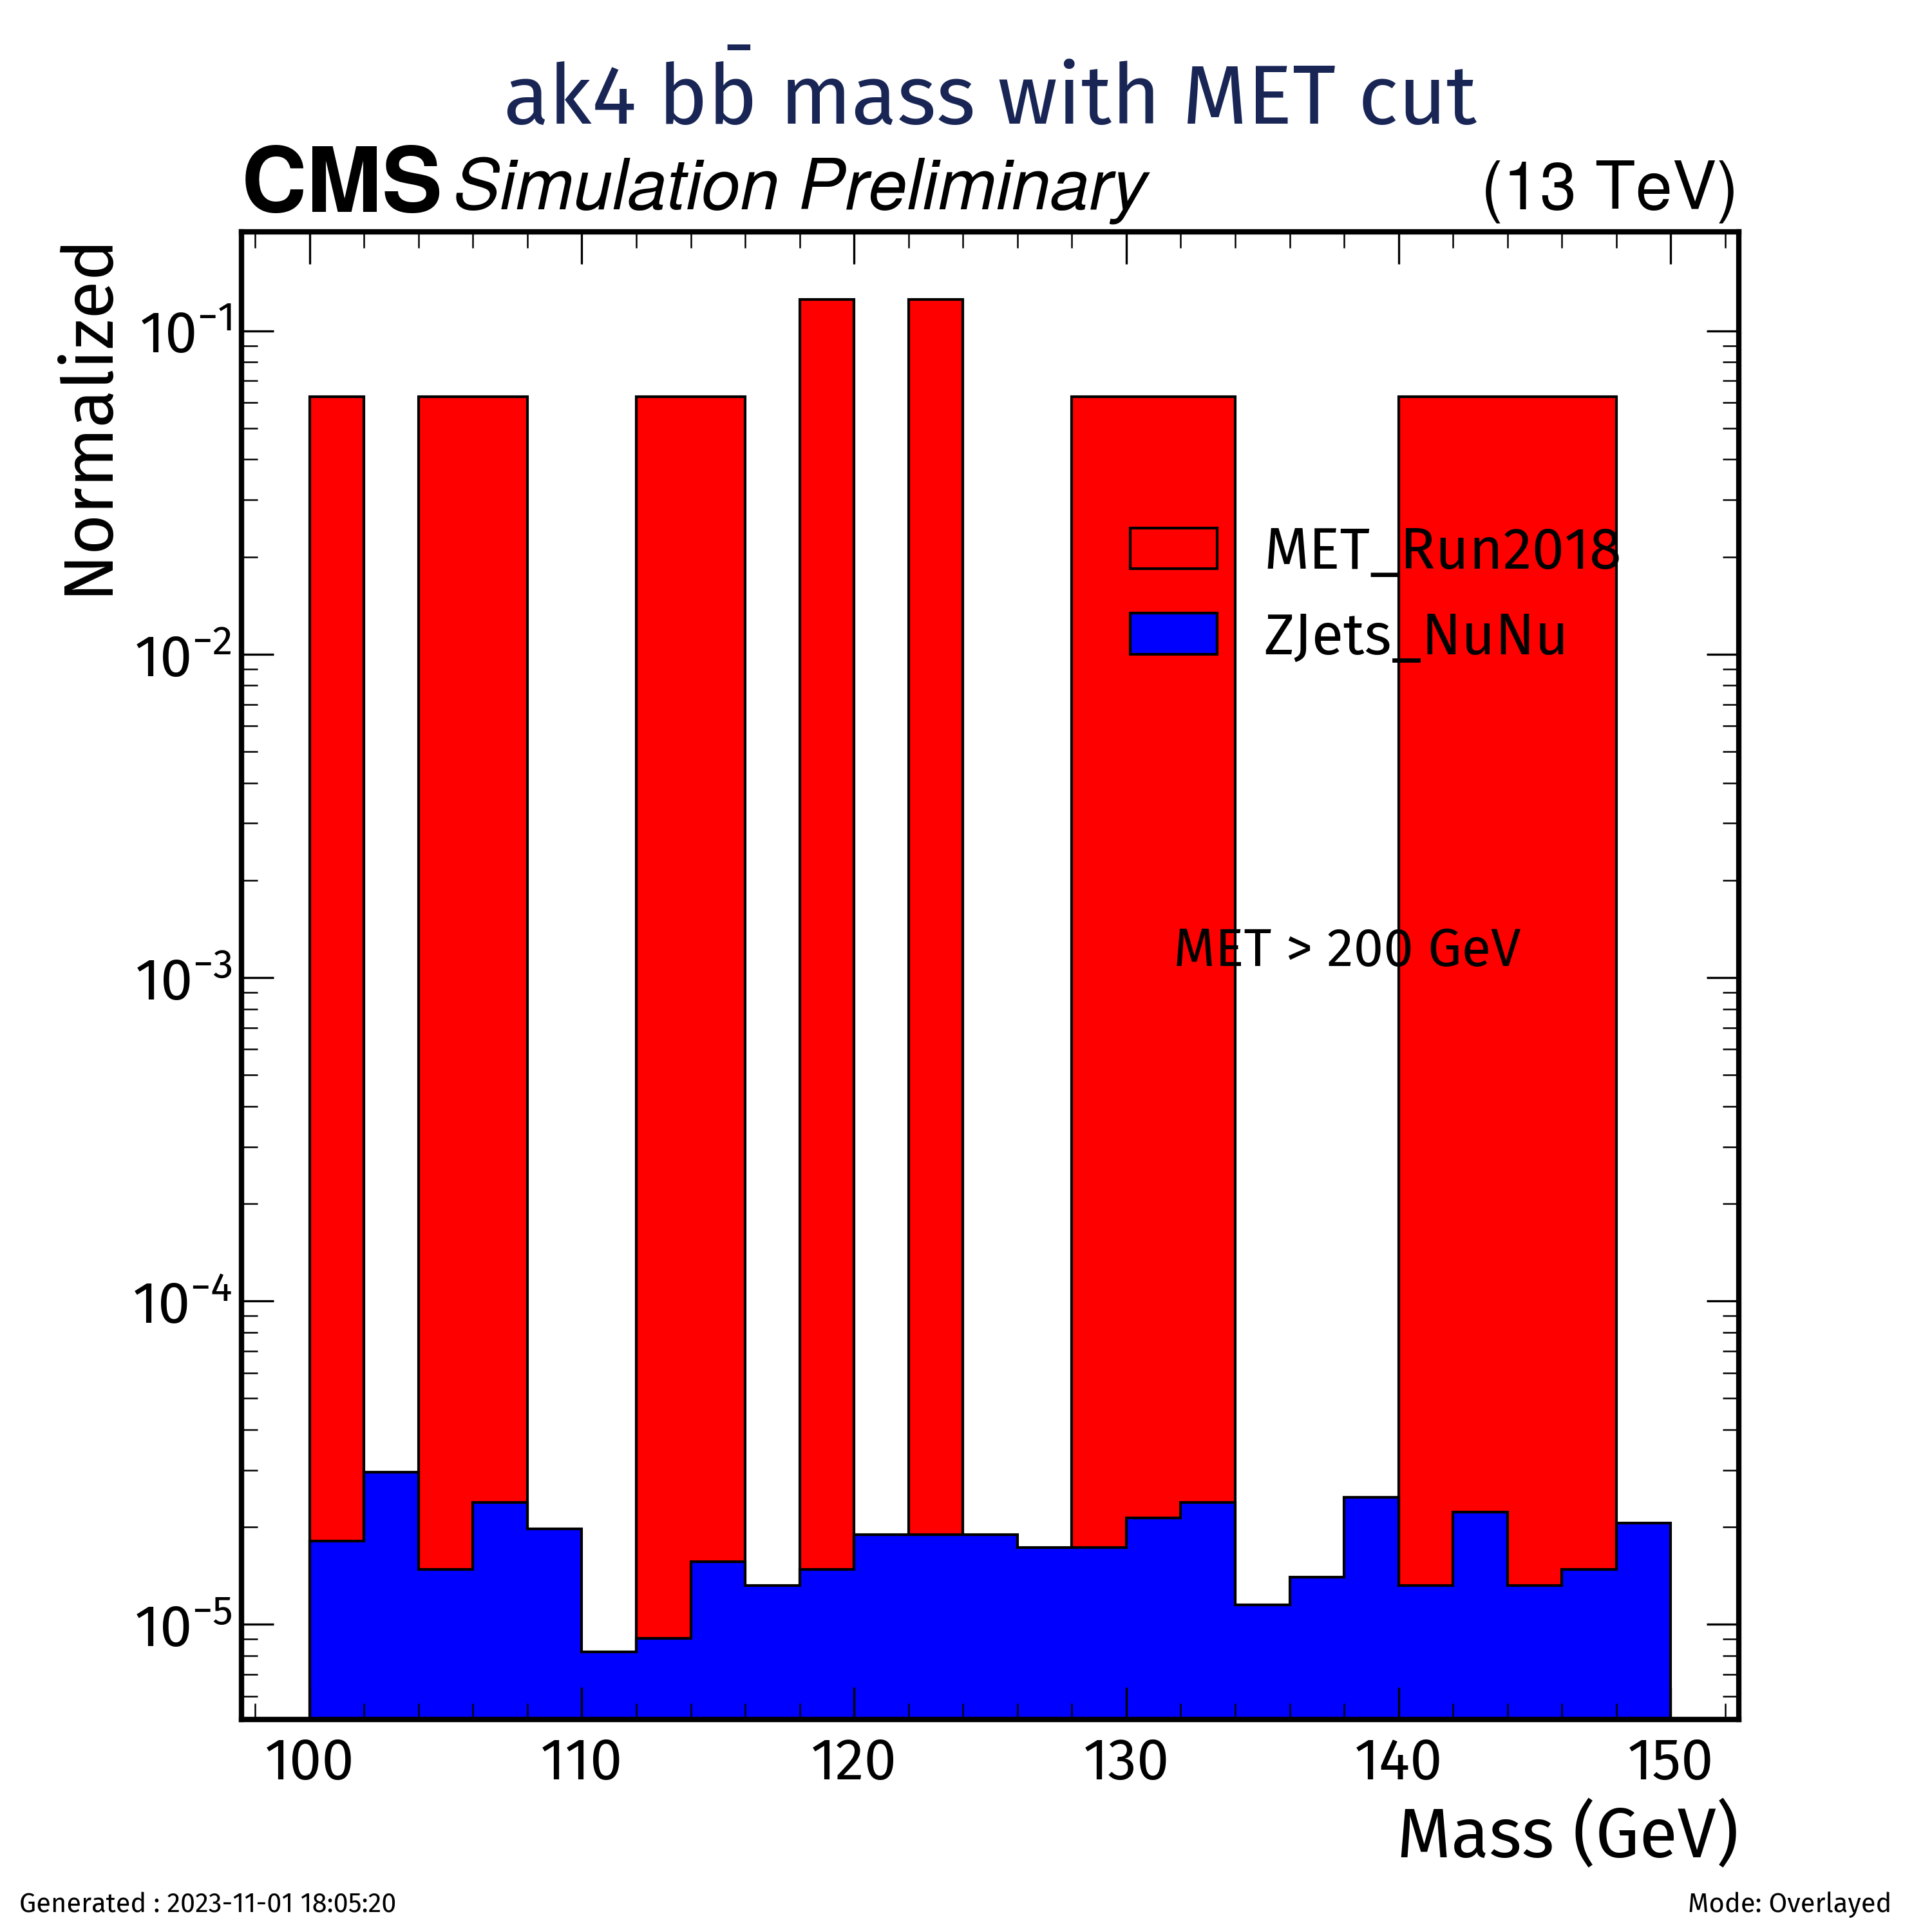 ak4 bb̄ mass with MET cut
CMS Simulation Preliminary (13 TeV)
Normalized
10⁻¹
10⁻²
10⁻³
10⁻⁴
10⁻⁵
MET_Run2018
ZJets_NuNu
MET > 200 GeV
100 110 120 130 140 150
Mass (GeV)
Generated : 2023-11-01 18:05:20 Mode: Overlayed